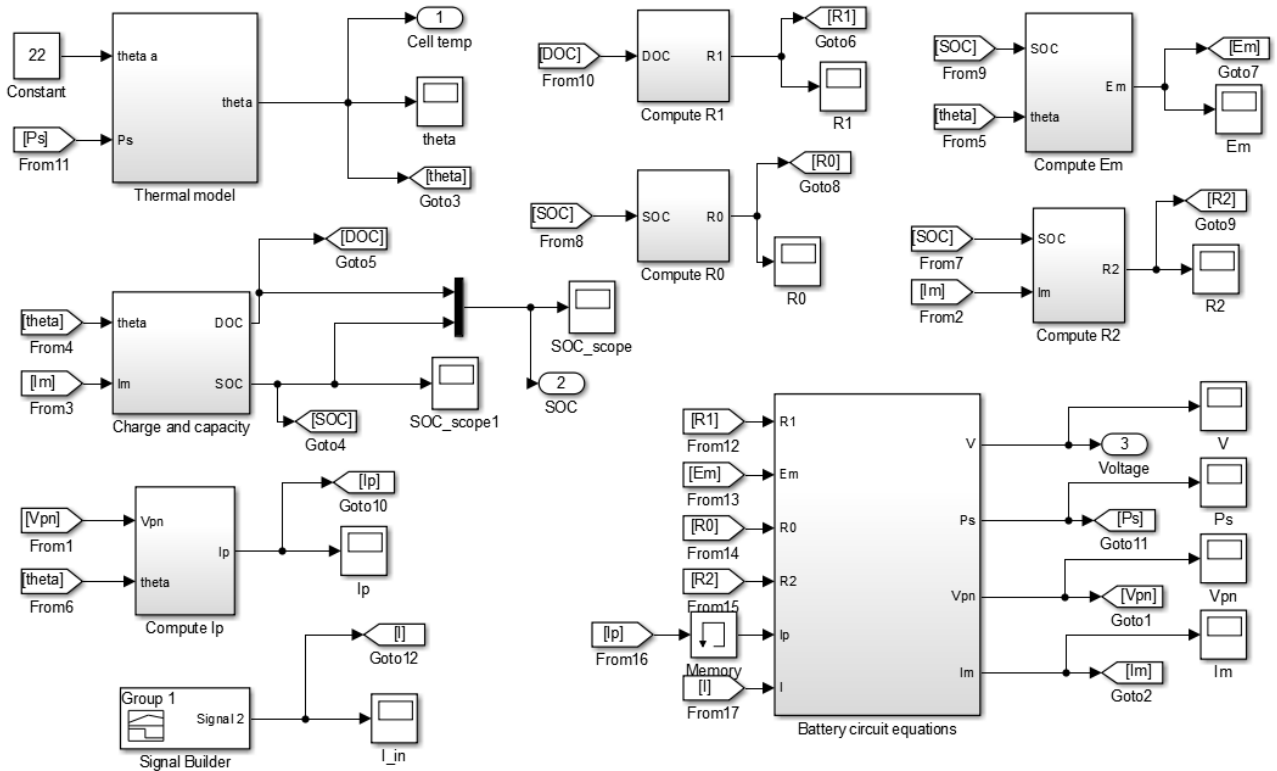 22
Constant
[Ps]
From11
theta a
Ps
theta
Thermal model
1
Cell temp
theta
[theta]
Goto3
[DOC]
From10
DOC
R1
Compute R1
[R1]
Goto6
R1
[SOC]
From9
[theta]
From5
SOC
theta
Em
Compute Em
[Em]
Goto7
Em
[SOC]
From8
SOC
R0
Compute R0
[R0]
Goto8
R0
[SOC]
From7
[Im]
From2
SOC
Im
R2
Compute R2
[R2]
Goto9
R2
[theta]
From4
[Im]
From3
theta
Im
DOC
SOC
Charge and capacity
[DOC]
Goto5
[SOC]
Goto4
SOC_scope1
SOC_scope
2
SOC
[Vpn]
From1
[theta]
From6
Vpn
theta
Ip
Compute Ip
[Ip]
Goto10
Ip
Group 1
Signal 2
Signal Builder
[I]
Goto12
I_in
[R1]
From12
[Em]
From13
[R0]
From14
[R2]
From15
[Ip]
From16
Memory
[I]
From17
R1
Em
R0
R2
Ip
I
V
Ps
Vpn
Im
Battery circuit equations
V
3
Voltage
Ps
[Ps]
Goto11
Vpn
[Vpn]
Goto1
Im
[Im]
Goto2